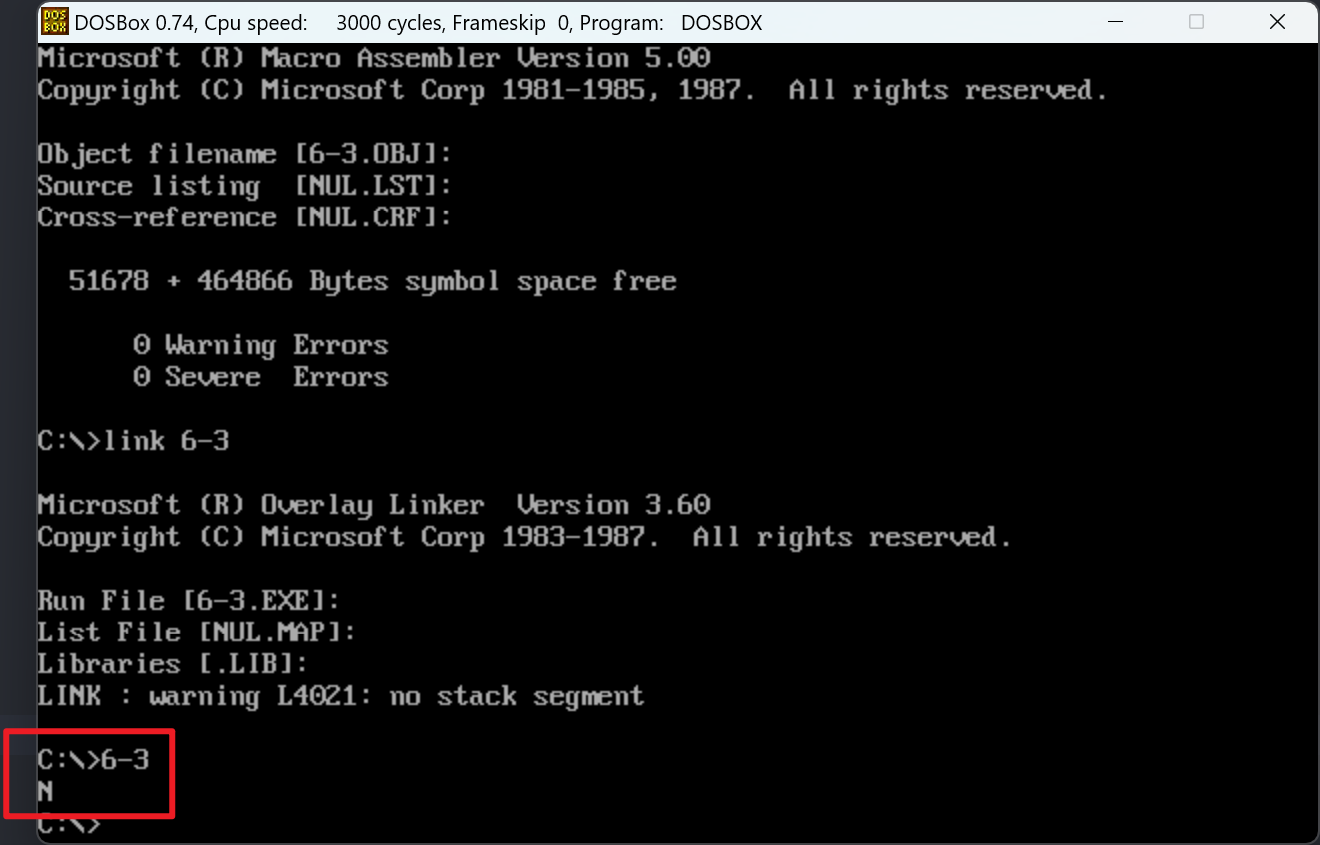 DOS BOX DOSBox 0.74, Cpu speed: 3000 cycles, Frameskip 0, Program: DOSBOX
Microsoft (R) Macro Assembler Version 5.00
Copyright (C) Microsoft Corp 1981-1985, 1987. All rights reserved.
Object filename [6-3.OBJ]:
Source listing [NUL.LST]:
Cross-reference [NUL.CRF]:
51678 + 464866 Bytes symbol space free
0 Warning Errors
0 Severe Errors
C:\>link 6-3
Microsoft (R) Overlay Linker Version 3.60
Copyright (C) Microsoft Corp 1983-1987. All rights reserved.
Run File [6-3.EXE]:
List File [NUL.MAP]:
Libraries [.LIB]:
LINK : warning L4021: no stack segment
C:\>6-3
N
C:\>